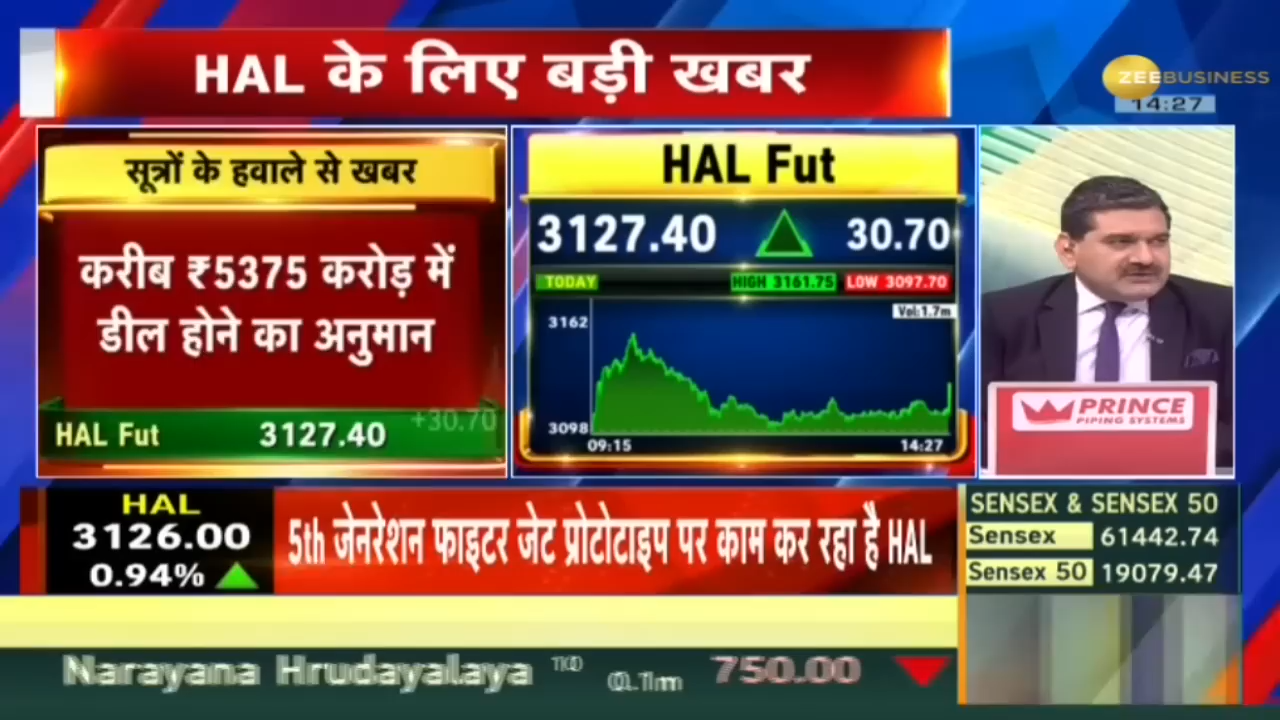 HAL के लिए बड़ी खबर
ZEEBUSINESS
14:27
सूत्रों के हवाले से खबर
करीब ₹5375 करोड़ में
डील होने का अनुमान
HAL Fut 3127.40 +30.70
HAL Fut
3127.40 30.70
TODAY HIGH 3161.75 LOW 3097.70
Vol:1.7m
3162
3098
09:15 14:27
PRINCE
PIPING SYSTEMS
HAL
3126.00
0.94%
5th जेनरेशन फाइटर जेट प्रोटोटाइप पर काम कर रहा है HAL
SENSEX & SENSEX 50
Sensex 61442.74
Sensex 50 19079.47
Narayana Hrudayalaya 0.1m 750.00